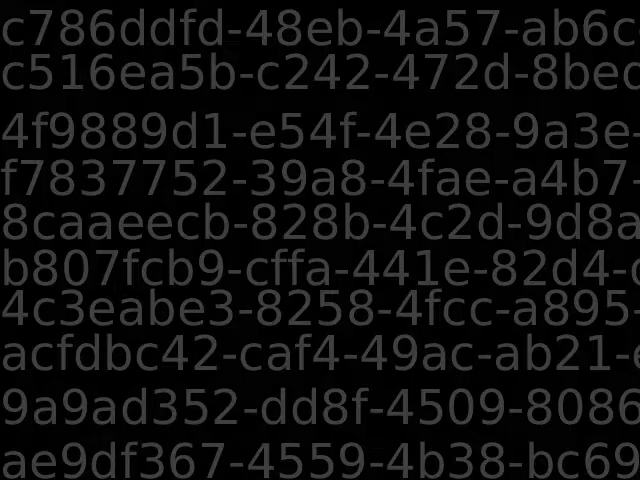 c786ddfd-48eb-4a57-ab6c-
c516ea5b-c242-472d-8bec
4f9889d1-e54f-4e28-9a3e-
f7837752-39a8-4fae-a4b7-
8caaeecb-828b-4c2d-9d8a
b807fcb9-cffa-441e-82d4-
4c3eabe3-8258-4fcc-a895-
acfdbc42-caf4-49ac-ab21-
9a9ad352-dd8f-4509-8086
ae9df367-4559-4b38-bc69